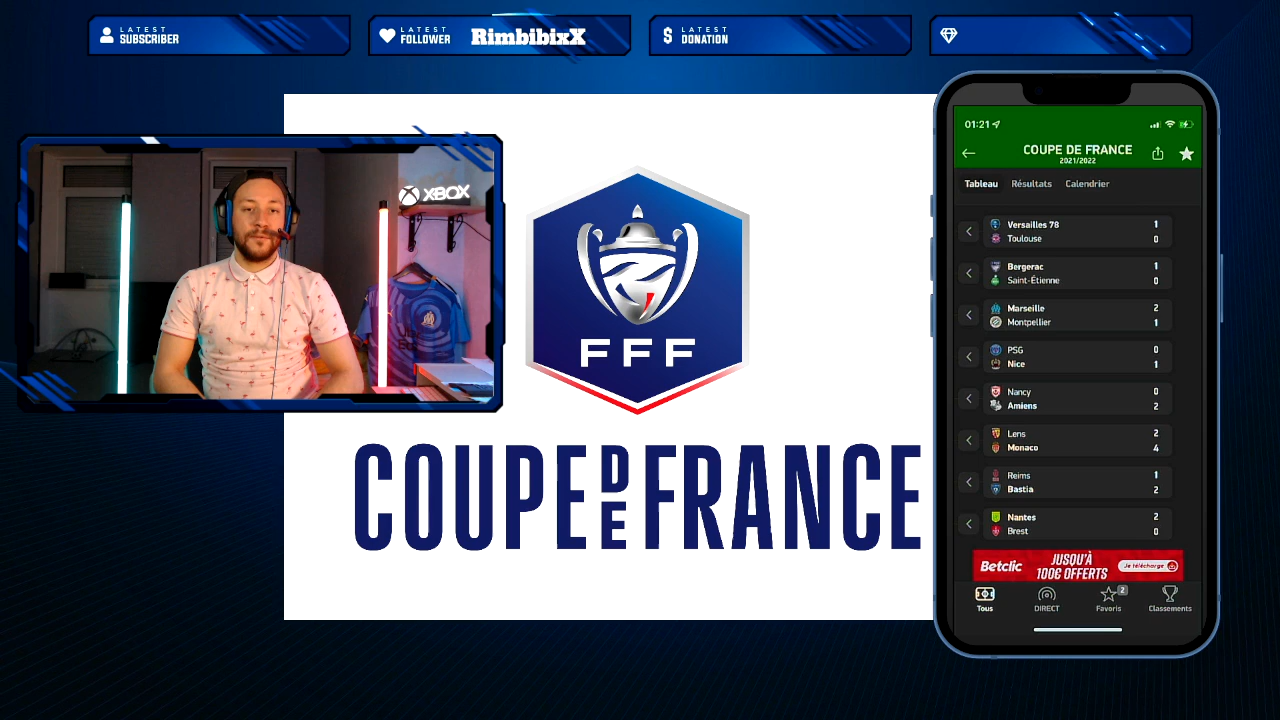 LATEST
SUBSCRIBER
LATEST
FOLLOWER
RimbibixX
LATEST
DONATION
XBOX
FFF
COUPE DE FRANCE
01:21
COUPE DE FRANCE
2021/2022
Tableau Résultats Calendrier
Versailles 78 1
Toulouse 0
Bergerac 1
Saint-Étienne 0
Marseille 2
Montpellier 1
PSG 0
Nice 1
Nancy 0
Amiens 2
Lens 2
Monaco 4
Reims 1
Bastia 2
Nantes 2
Brest 0
Betclic JUSQU'À
100€ OFFERTS
Je télécharge
2
Tous DIRECT Favoris Classements